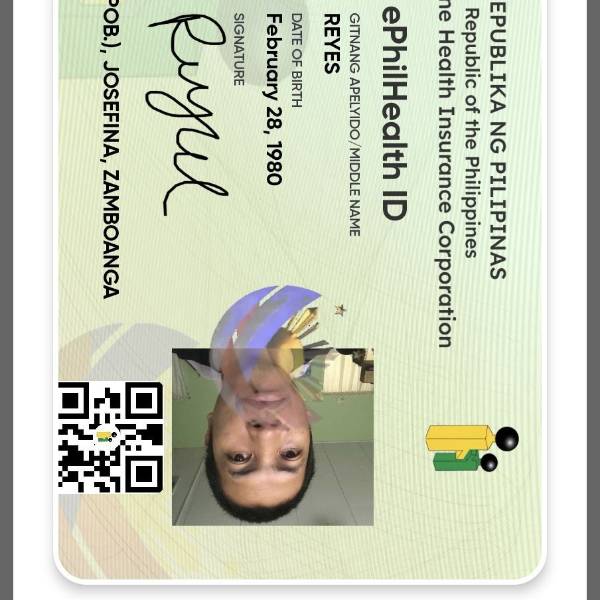 EPUBLIKA NG PILIPINAS
Republic of the Philippines
ne Health Insurance Corporation
ePhilHealth ID
GITNANG APELYIDO/MIDDLE NAME
REYES
DATE OF BIRTH
February 28, 1980
SIGNATURE
POB.), JOSEFINA, ZAMBOANGA